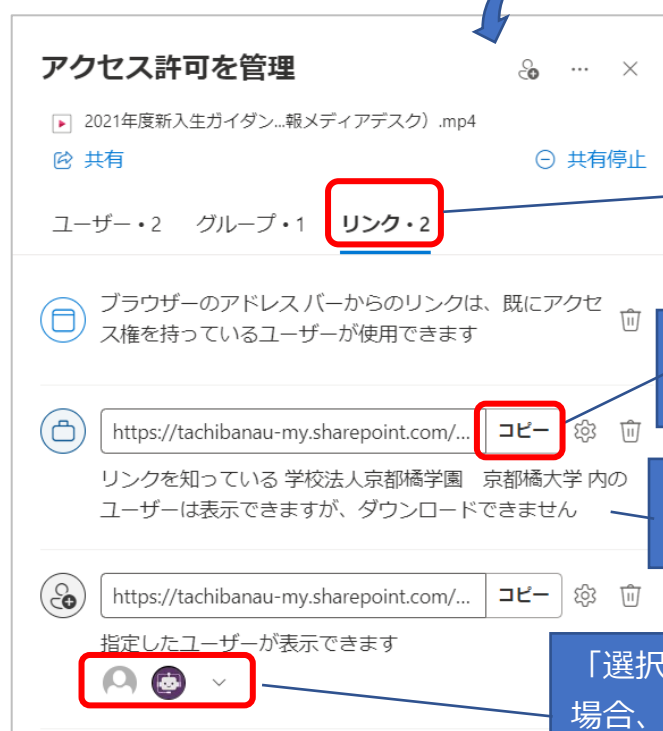 アクセス許可を管理
2021年度新入生ガイダン...報メディアデスク）.mp4
共有
共有停止
ユーザー・2 グループ・1 リンク・2
ブラウザーのアドレス バーからのリンクは、既にアクセ
ス権を持っているユーザーが使用できます
https://tachibanau-my.sharepoint.com/... コピー
リンクを知っている 学校法人京都橘学園　京都橘大学 内の
ユーザーは表示できますが、ダウンロードできません
https://tachibanau-my.sharepoint.com/... コピー
指定したユーザーが表示できます
「選択
場合、